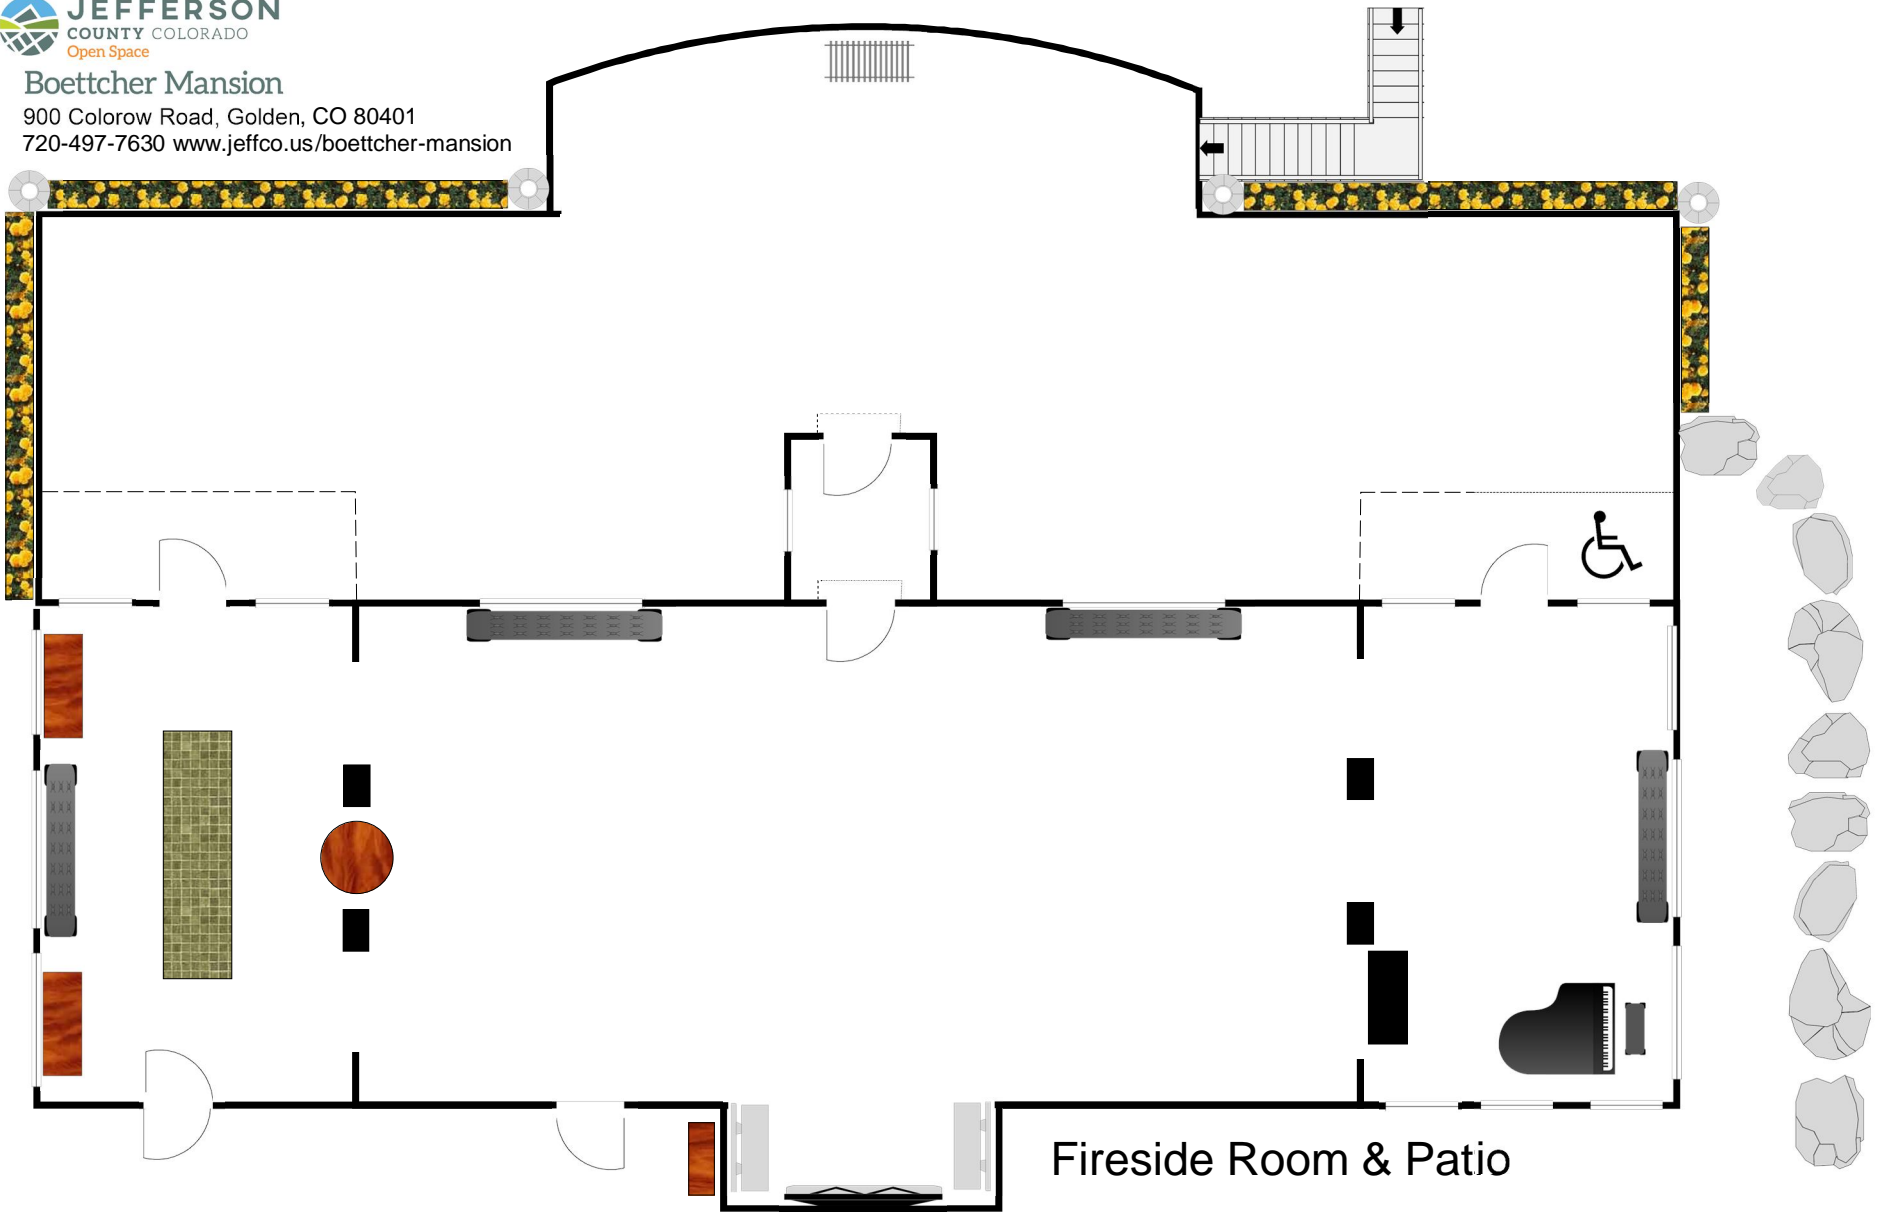 JEFFERSON
COUNTY COLORADO
Open Space
Boettcher Mansion
900 Colorow Road, Golden, CO 80401
720-497-7630 www.jeffco.us/boettcher-mansion
Fireside Room & Patio